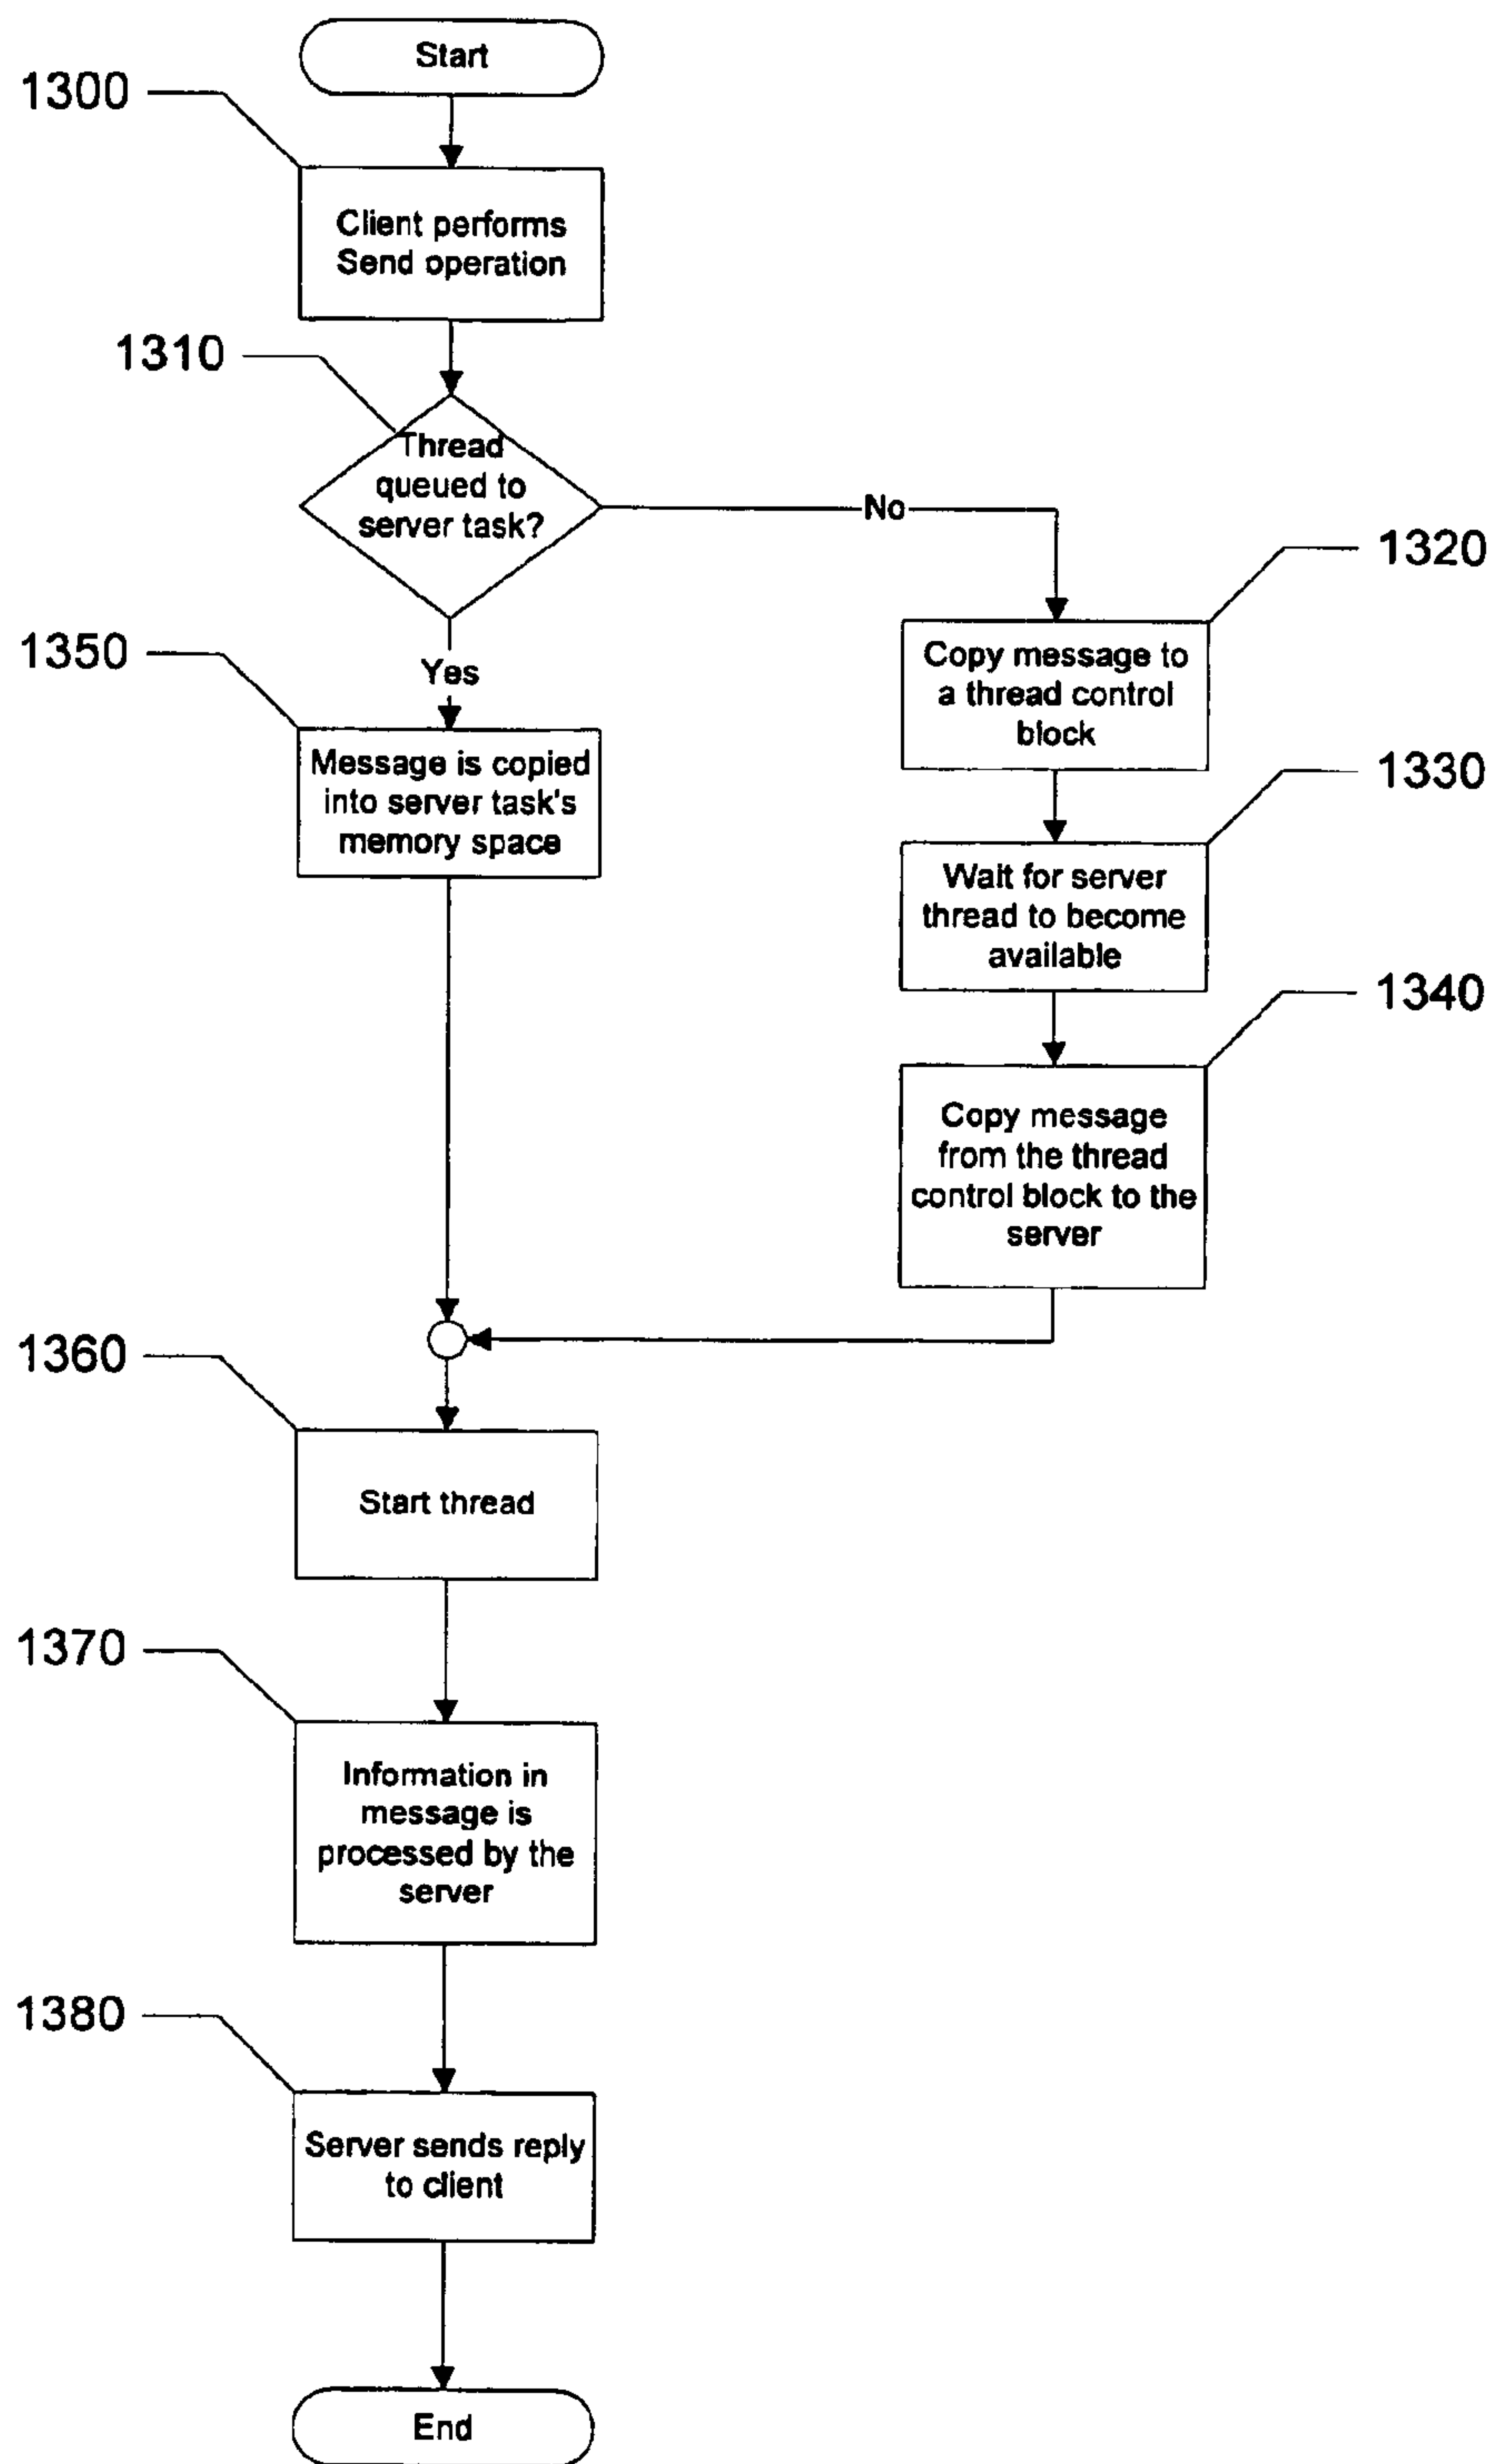 Start
1300
Client performs
Send operation
1310
Thread
queued to
server task?
No
1320
Copy message to
a thread control
block
1350
Yes
Message is copied
into server task's
memory space
1330
Wait for server
thread to become
available
1340
Copy message
from the thread
control block to the
server
1360
Start thread
1370
Information in
message is
processed by the
server
1380
Server sends reply
to client
End